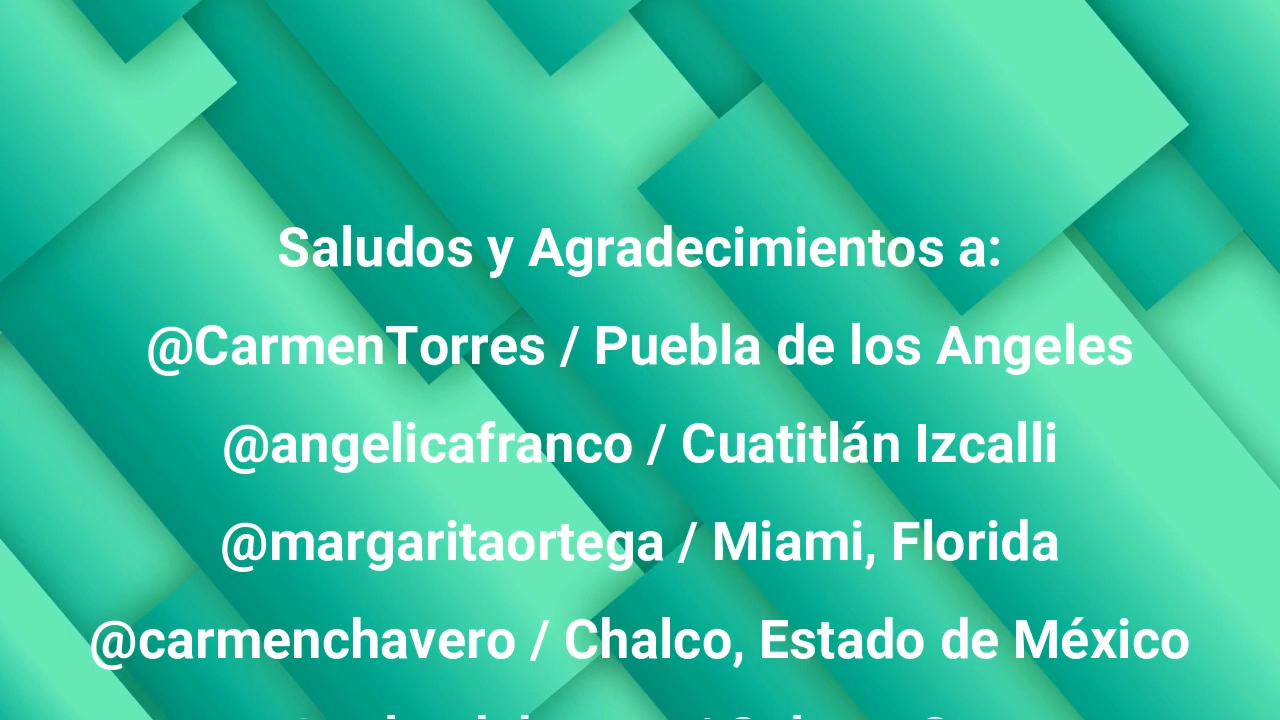 Saludos y Agradecimientos a:
@CarmenTorres / Puebla de los Angeles
@angelicafranco / Cuatitlán Izcalli
@margaritaortega / Miami, Florida
@carmenchavero / Chalco, Estado de México